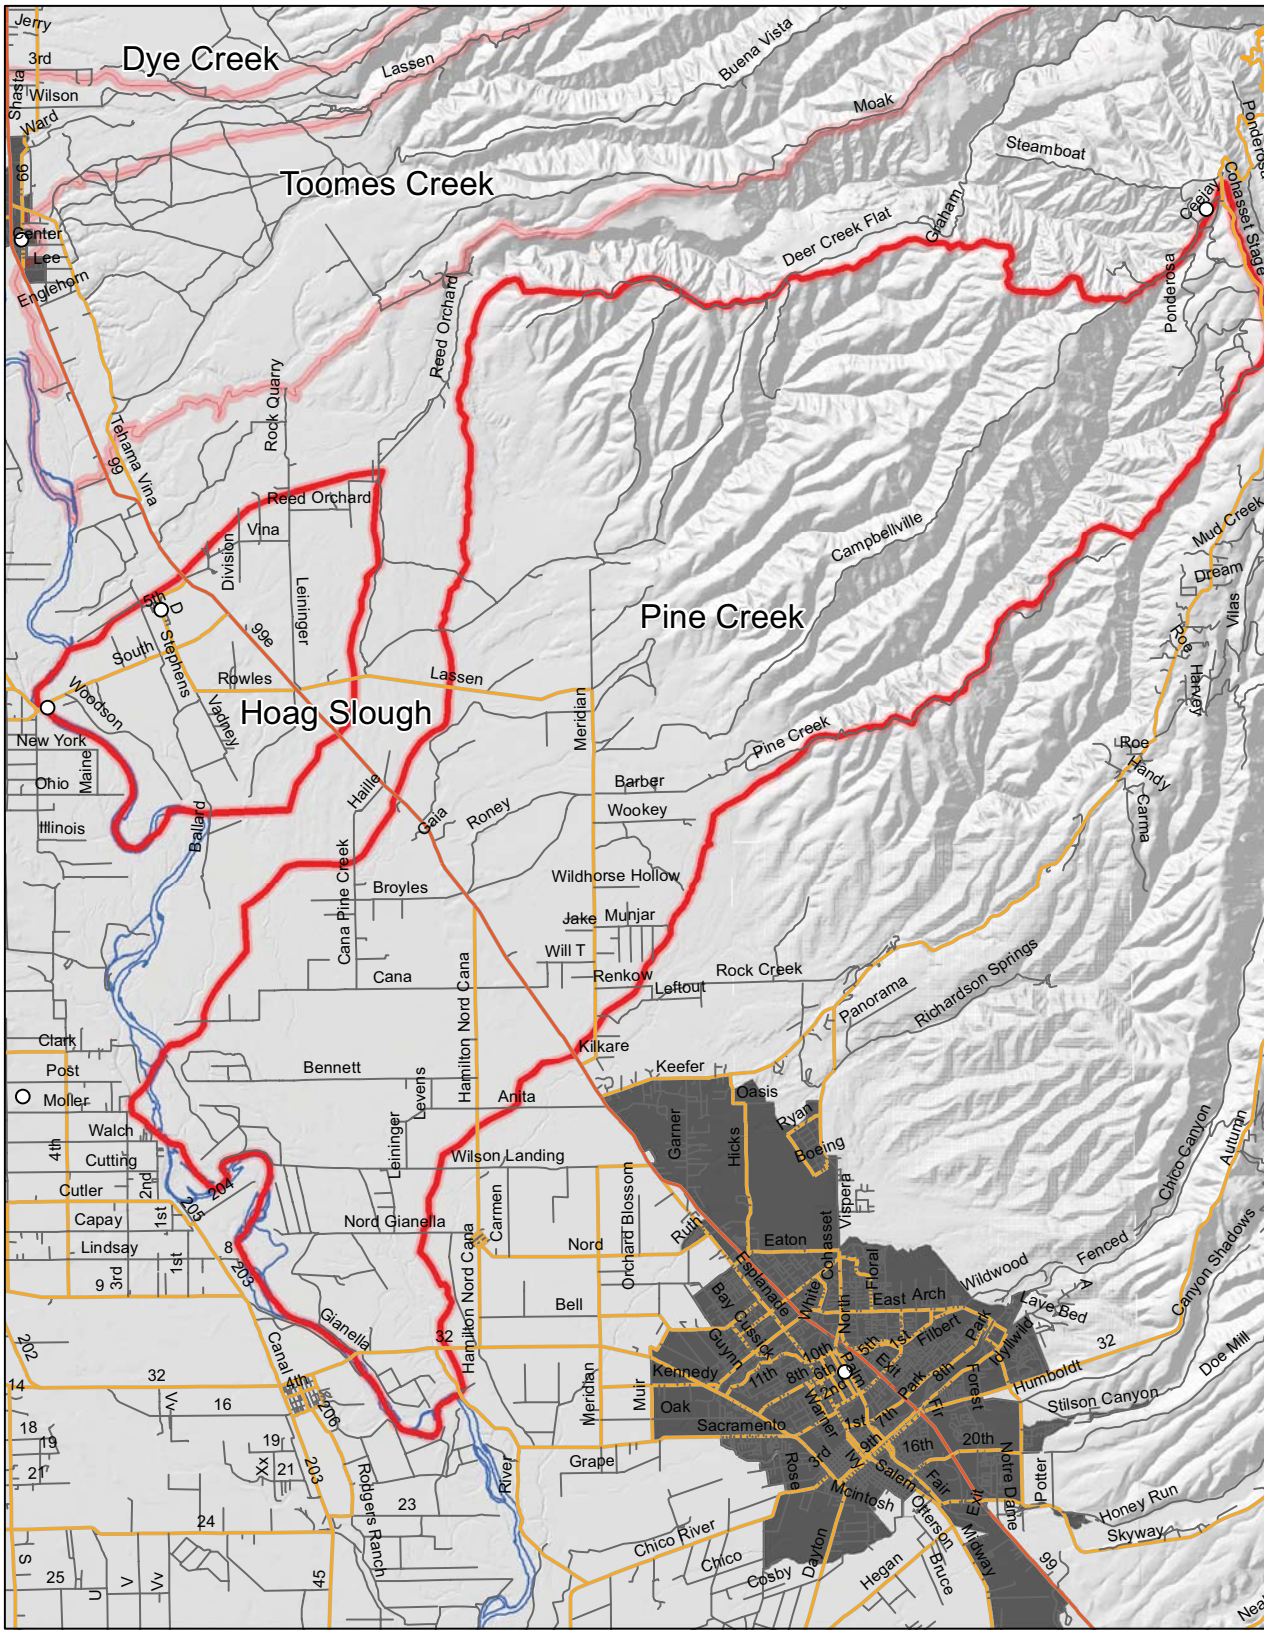 Jerry
3rd
Dye Creek
Lassen
Buena Vista
Wilson
Shasta
Ward
Moak
Ponderosa
Steamboat
99
Toomes Creek
Ceejay
Cohasset Stage
Center
Lee
Englehorn
Graham
Deer Creek Flat
Reed Orchard
Ponderosa
Rock Quarry
Tehama Vina
99
Reed Orchard
Vina
Mud Creek
Campbellville
Division
Dream
5th
D
Leininger
Pine Creek
Vilas
99e
South
Stephens
Roe
Rowles
Lassen
Harvey
Woodson
Vadney
Hoag Slough
Meridian
New York
Pine Creek
Roe
Maine
Ohio
Haille
Barber
Handy
Wookey
Gaia
Roney
Carma
Illinois
Ballard
Cana Pine Creek
Broyles
Wildhorse Hollow
Jake
Munjar
Will T
Cana
Renkow
Rock Creek
Leftout
Richardson Springs
Panorama
Hamilton Nord Cana
Clark
Kilkare
Post
Bennett
Keefer
Moller
Levens
Anita
Oasis
Garner
Hicks
Ryan
Walch
Leininger
Boeing
4th
Cutting
Wilson Landing
Chico Canyon
Autumn
2nd
Cutler
204
205
Carmen
Orchard Blossom
Vispera
Capay
1st
Nord Gianella
Ruth
Cohasset
Lindsay
8
Nord
Eaton
Floral
Fenced
Canyon Shadows
1st
9
3rd
203
Hamilton Nord Cana
Esplanade
Wildwood
A
White
East
Arch
Bay
Bell
Lave Bed
Gianella
Cussick
North
Filbert
Park
202
Canal
32
Guynn
5th
1st
Idyllwild
32
10th
Palm
Exit
Doe Mill
Kennedy
8th
6th
Park
8th
Humboldt
14
32
4th
11th
2nd
Forest
Stilson Canyon
Vv
16
206
Meridian
Muir
Oak
Warner
1st
7th
Fir
18
Sacramento
19
19
9th
16th
20th
21
Xx
21
203
Grape
Rose
3rd
Ivy
Salem
Notre Dame
Potter
River
Fair
Rodgers Ranch
23
Mcintosh
Otterson
Exit
Honey Run
24
Chico River
Skyway
Midway
S
Chico
Dayton
Hegan
Bruce
99
25
U
V
Vv
45
Cosby